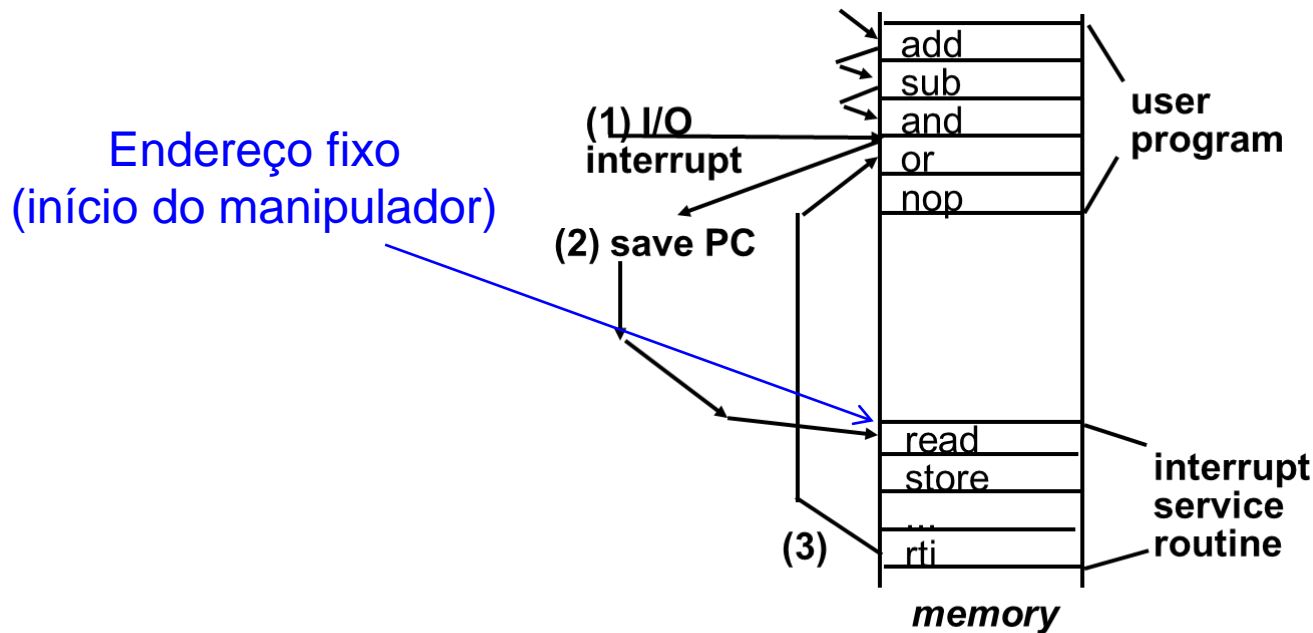 add
sub
and
or
nop
user
program
(1) I/O
interrupt
Endereço fixo
(início do manipulador)
(2) save PC
read
store
...
rti
interrupt
service
routine
(3)
memory